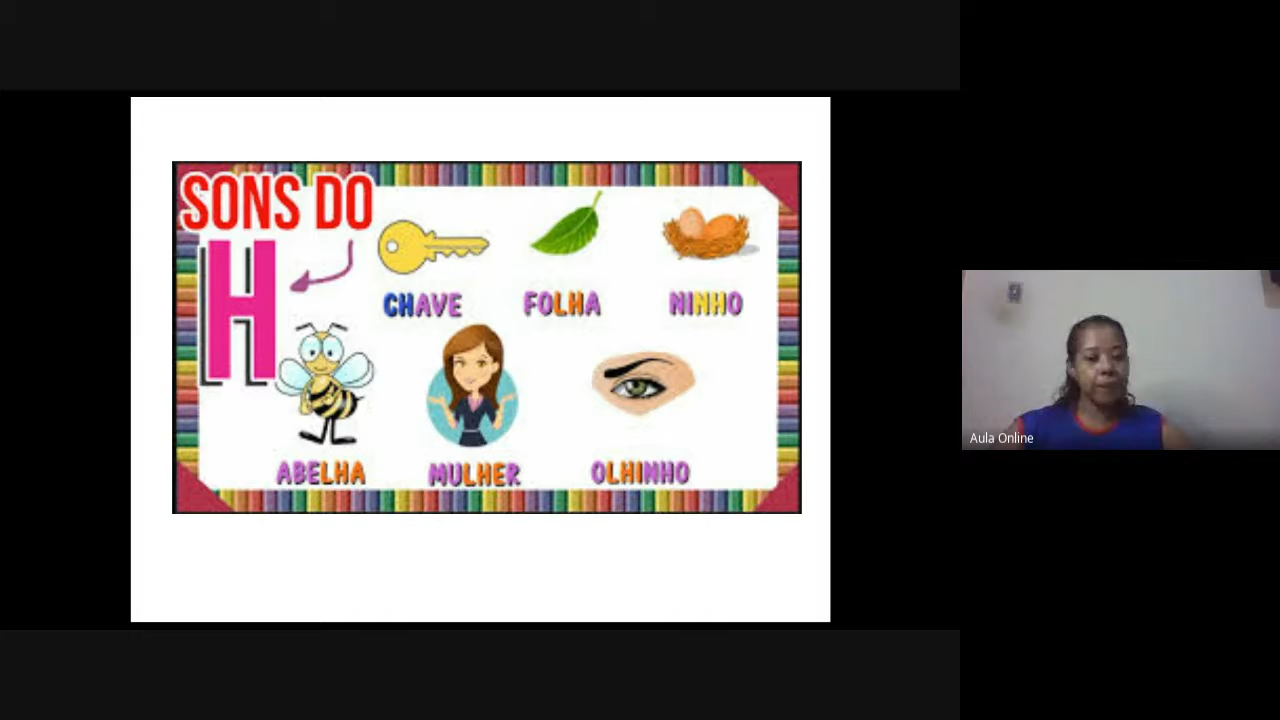 SONS DO
H
CHAVE
FOLHA
NINHO
ABELHA
MULHER
OLHINHO
Aula Online